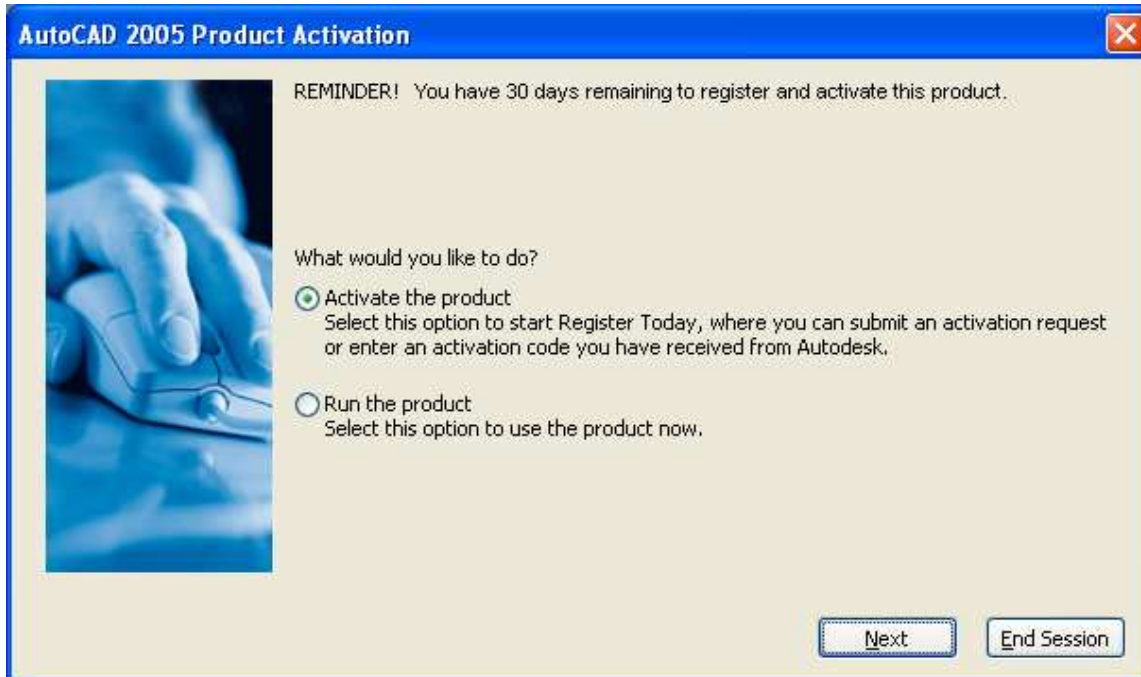 AutoCAD 2005 Product Activation
REMINDER!  You have 30 days remaining to register and activate this product.
What would you like to do?
Activate the product
Select this option to start Register Today, where you can submit an activation request
or enter an activation code you have received from Autodesk.
Run the product
Select this option to use the product now.
Next
End Session